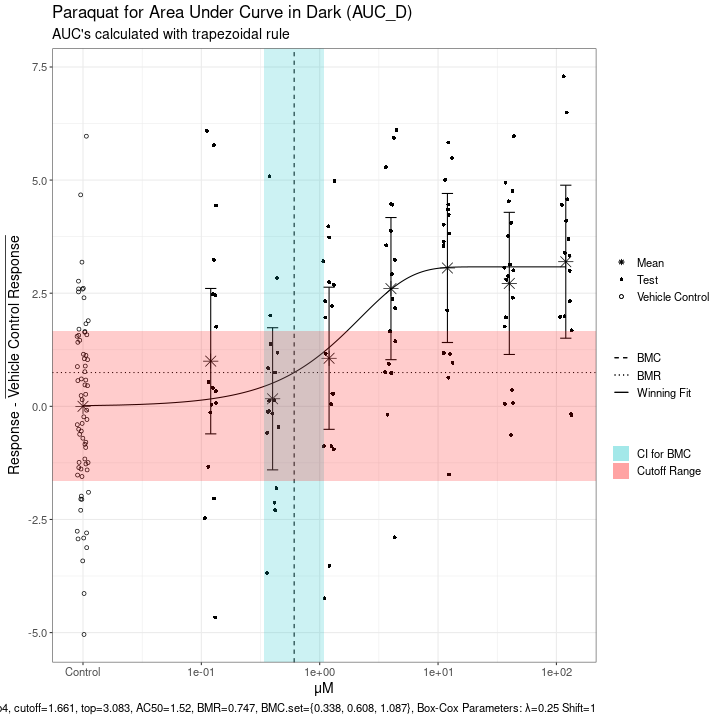 Paraquat for Area Under Curve in Dark (AUC_D)
AUC's calculated with trapezoidal rule
Response - Vehicle Control Response
7.5
5.0
2.5
0.0
-2.5
-5.0
Control
1e-01
1e+00
1e+01
1e+02
µM
Mean
Test
Vehicle Control
BMC
BMR
Winning Fit
CI for BMC
Cutoff Range
4, cutoff=1.661, top=3.083, AC50=1.52, BMR=0.747, BMC.set={0.338, 0.608, 1.087}, Box-Cox Parameters: λ=0.25 Shift=1